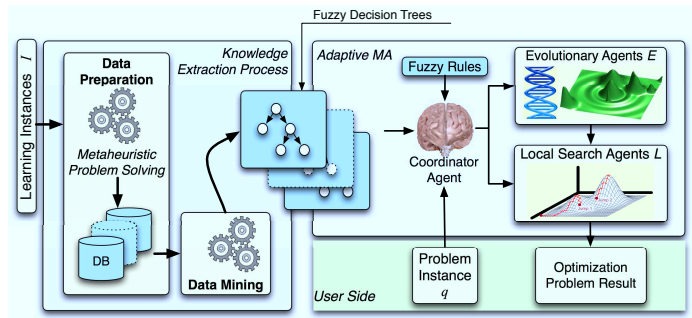 Fuzzy Decision Trees
Learning Instances I
Data
Preparation
Metaheuristic
Problem Solving
DB
Knowledge
Extraction Process
Data Mining
Adaptive MA
Fuzzy Rules
Coordinator
Agent
Evolutionary Agents E
Local Search Agents L
Problem
Instance
q
User Side
Optimization
Problem Result